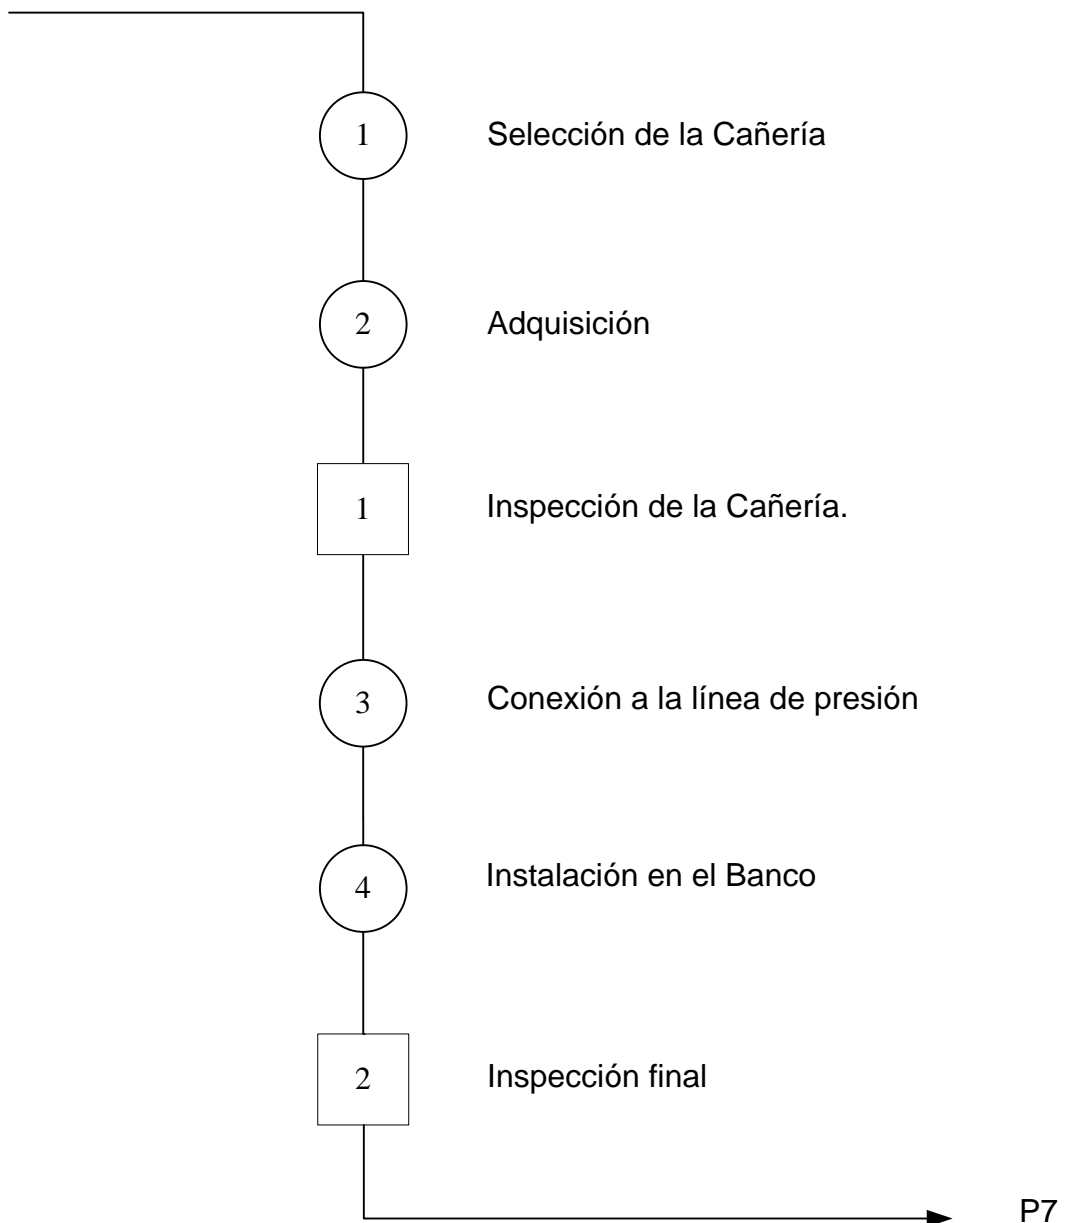 1 Selección de la Cañería
2 Adquisición
1 Inspección de la Cañería.
3 Conexión a la línea de presión
4 Instalación en el Banco
2 Inspección final
P7